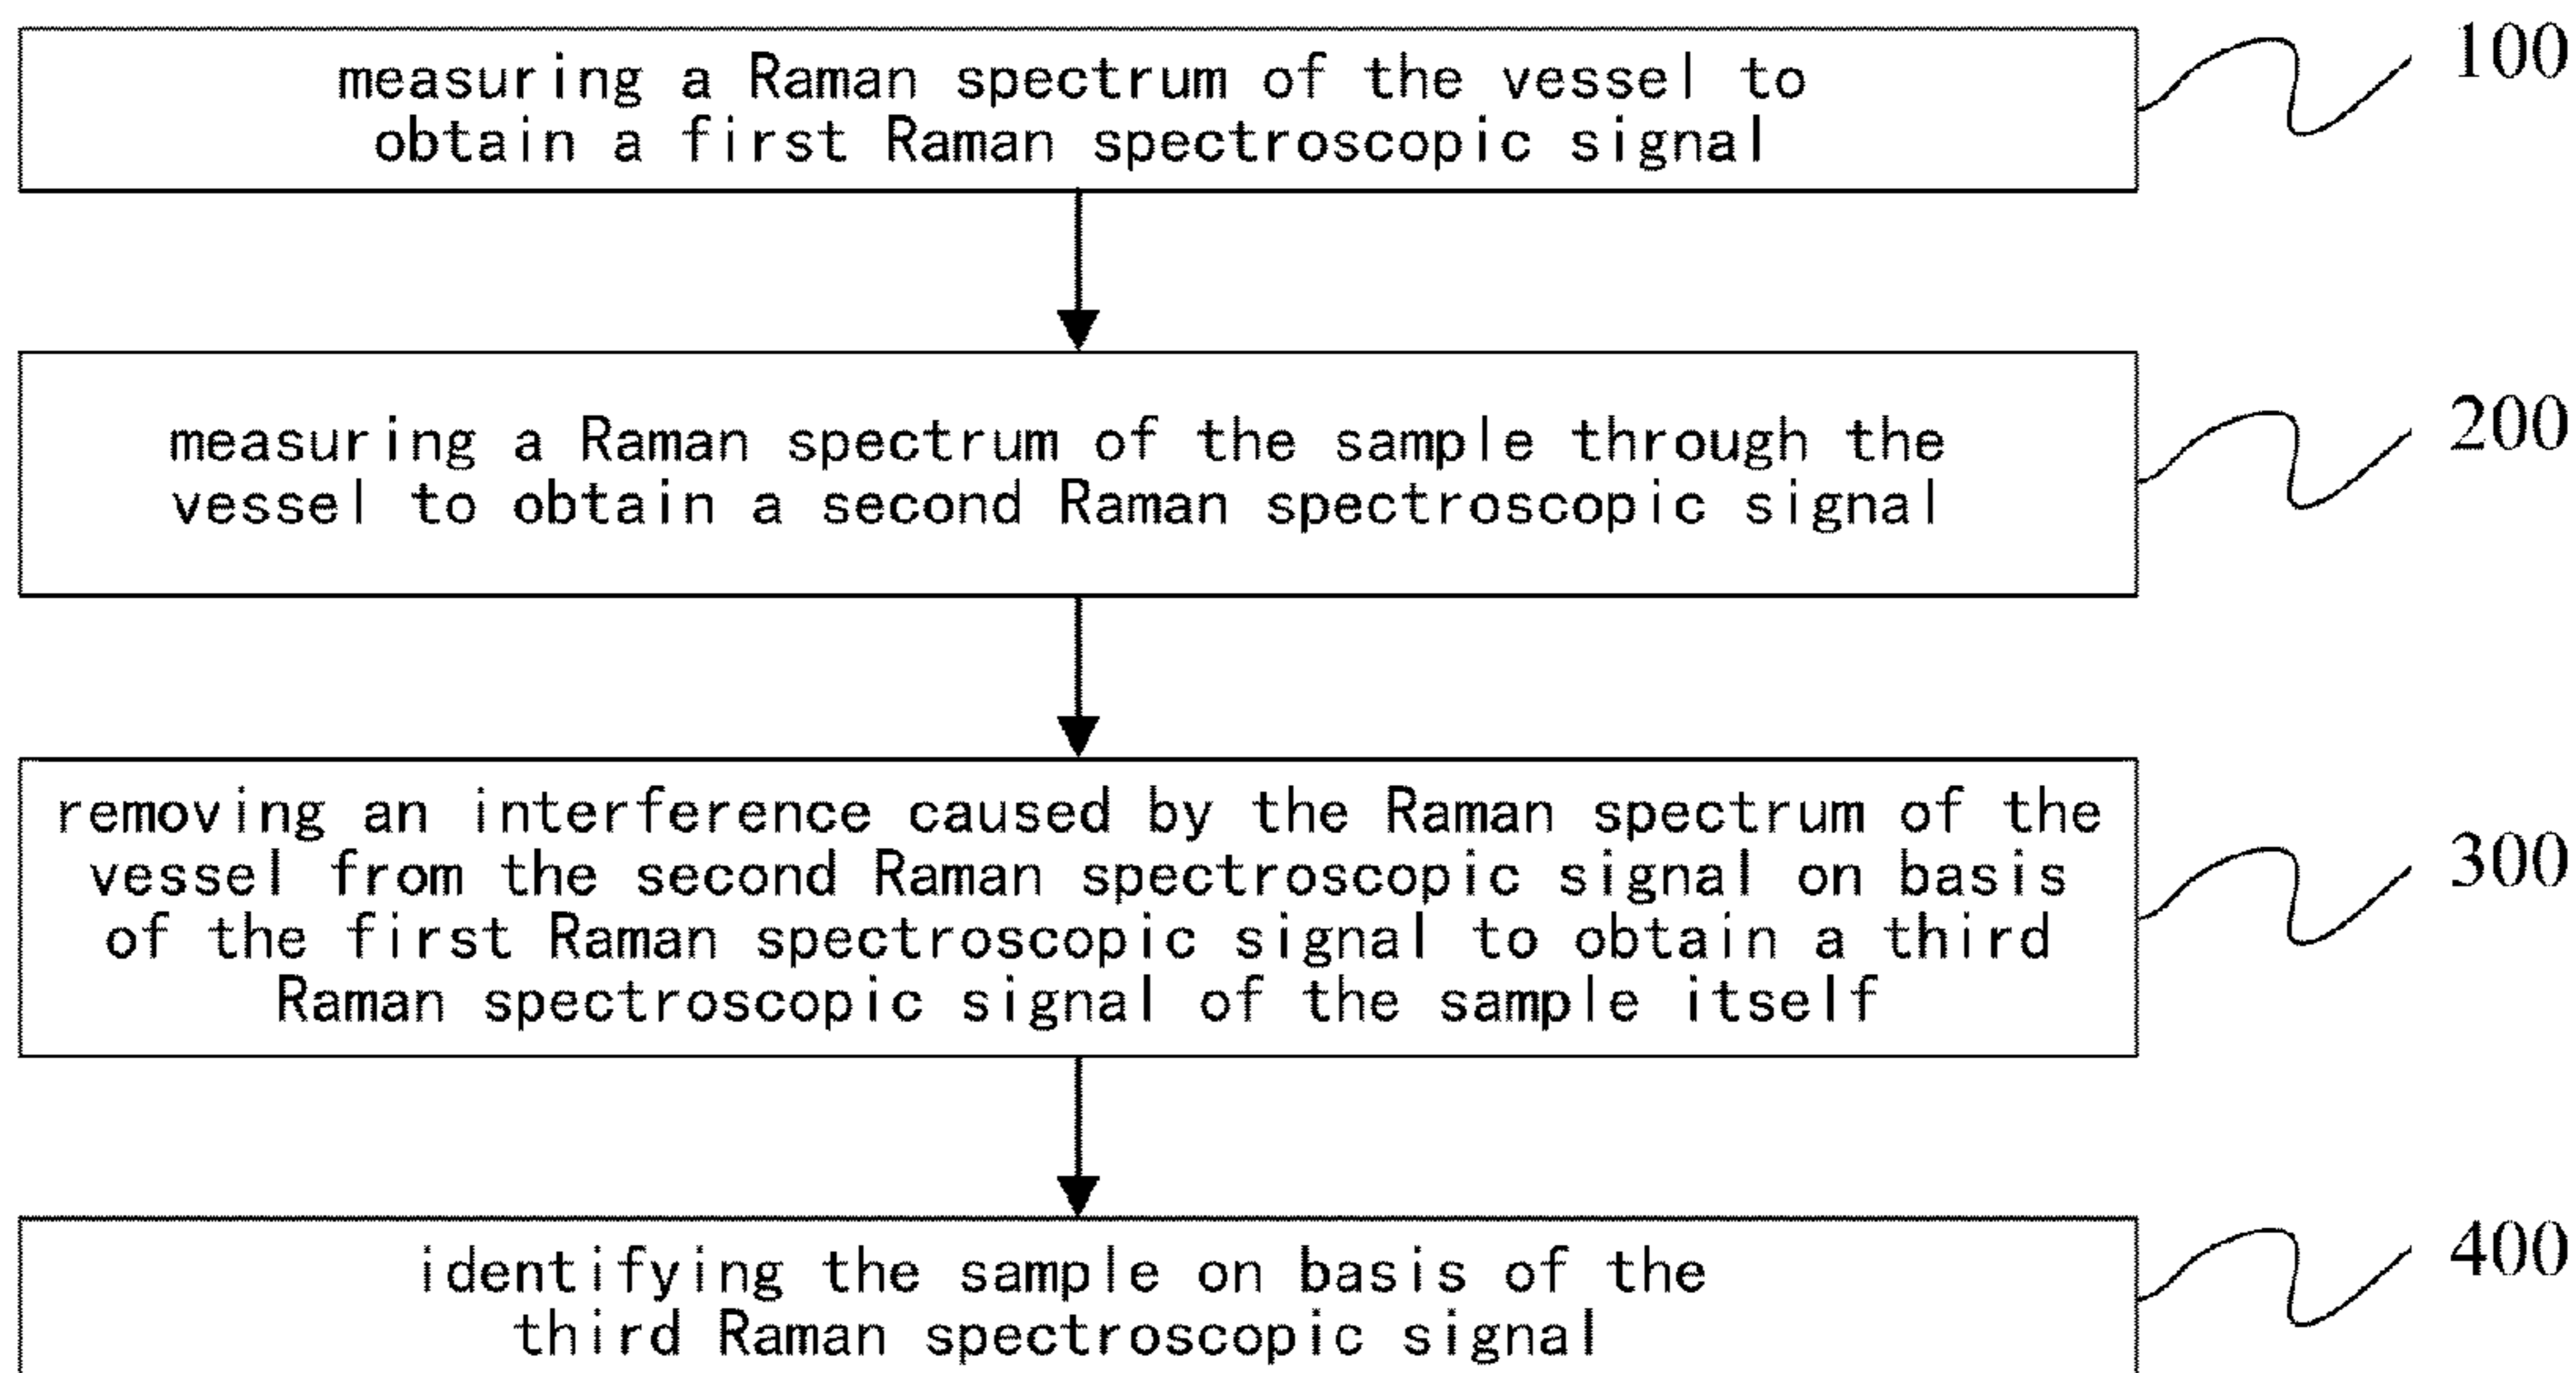 measuring a Raman spectrum of the vessel to
obtain a first Raman spectroscopic signal
100
measuring a Raman spectrum of the sample through the
vessel to obtain a second Raman spectroscopic signal
200
removing an interference caused by the Raman spectrum of the
vessel from the second Raman spectroscopic signal on basis
of the first Raman spectroscopic signal to obtain a third
Raman spectroscopic signal of the sample itself
300
identifying the sample on basis of the
third Raman spectroscopic signal
400